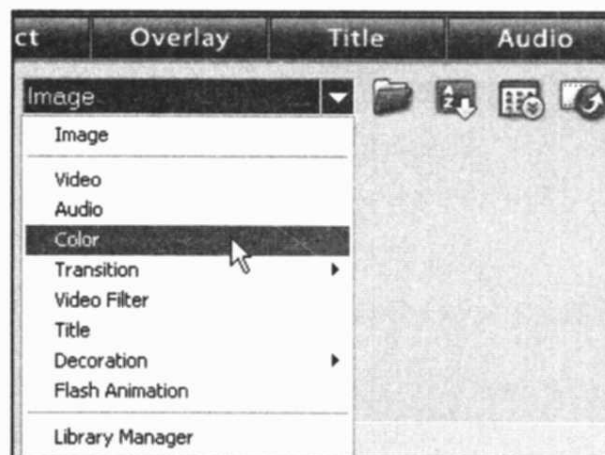 ct Overlay Title Audio
Image
Image
Video
Audio
Color
Transition
Video Filter
Title
Decoration
Flash Animation
Library Manager